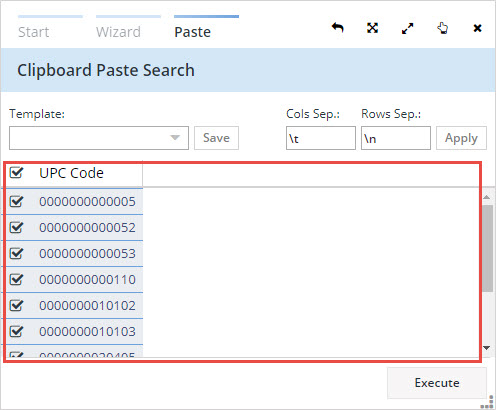 Start Wizard Paste
Clipboard Paste Search
Template: Cols Sep.: Rows Sep.:
Save \t \n Apply
UPC Code
0000000000005
0000000000052
0000000000053
0000000000110
0000000010102
0000000010103
0000000020405
Execute